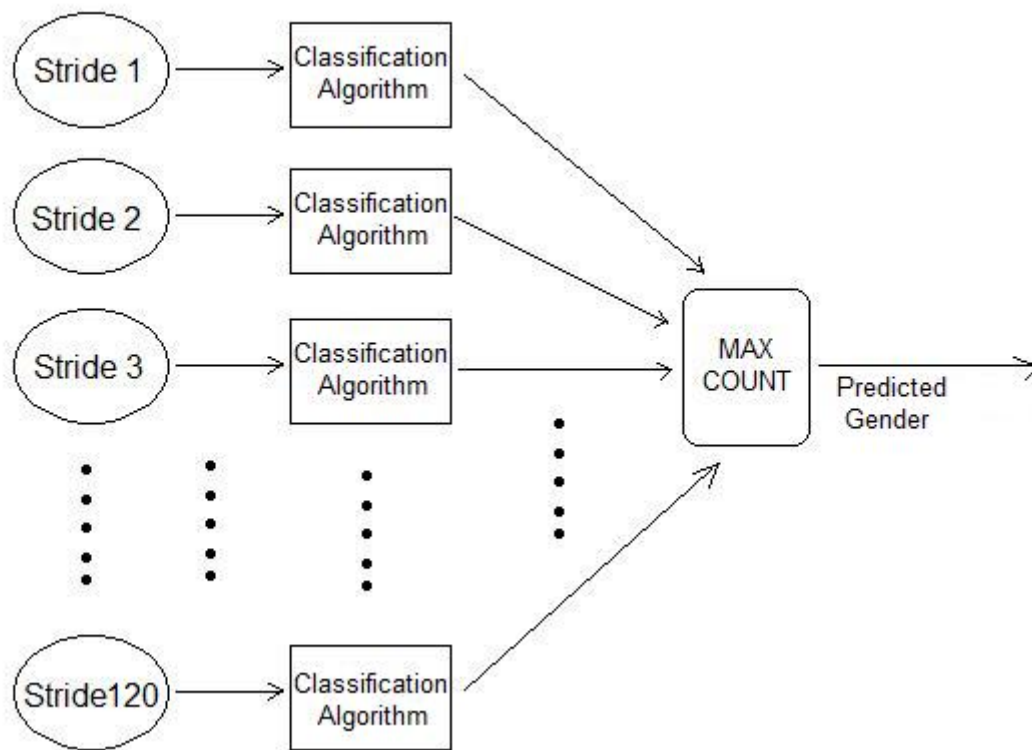 Stride 1
Classification
Algorithm
Stride 2
Classification
Algorithm
Stride 3
Classification
Algorithm
MAX
COUNT
Predicted
Gender
Stride120
Classification
Algorithm